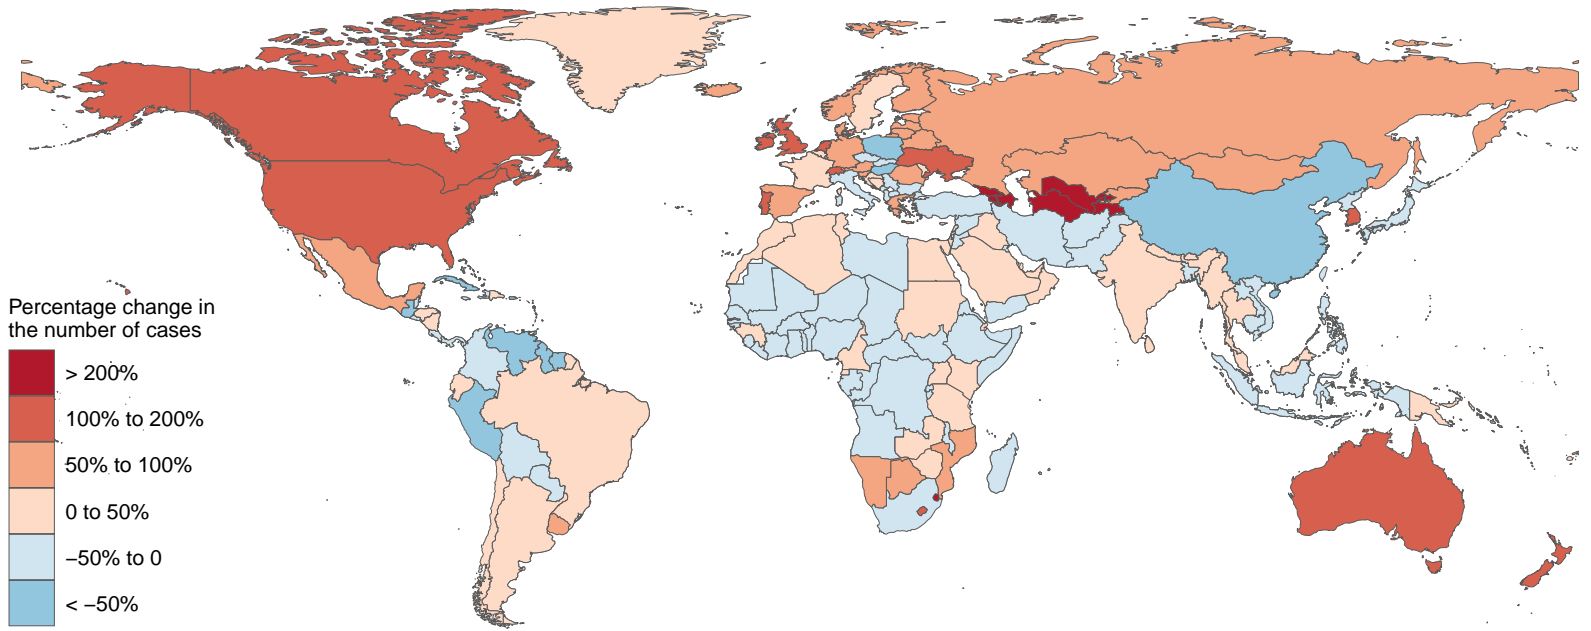 Percentage change in
the number of cases
> 200%
100% to 200%
50% to 100%
0 to 50%
−50% to 0
< −50%